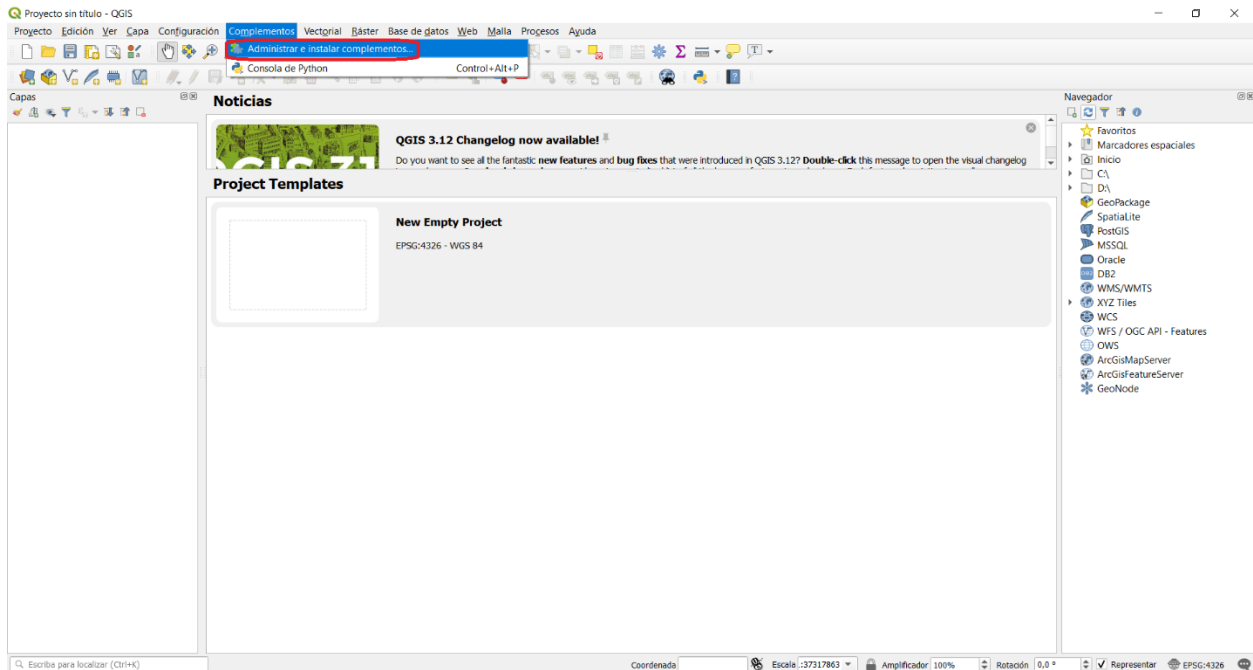 Proyecto sin título - QGIS
Proyecto Edición Ver Capa Configuración Complementos Vectorial Ráster Base de datos Web Malla Procesos Ayuda
Administrar e instalar complementos...
Consola de Python Control+Alt+P
Capas
Noticias
QGIS 3.12 Changelog now available!
Do you want to see al the fantastic new features and bug fixes that were introduced in QGIS 3.12? Double-click this message to open the visual changelog
Project Templates
New Empty Project
EPSG:4326 - WGS 84
Navegador
Favoritos
Marcadores espaciales
Inicio
C:\
D:\
GeoPackage
SpatiaLite
PostGIS
MSSQL
Oracle
DB2
WMS/WMTS
XYZ Tiles
WCS
WFS / OGC API - Features
OWS
ArcGisMapServer
ArcGisFeatureServer
GeoNode
Escriba para localizar (Ctrl+K)
Coordenada Escala :37317863 Amplificador 100% Rotación 0,0 ° Representar EPSG:4326